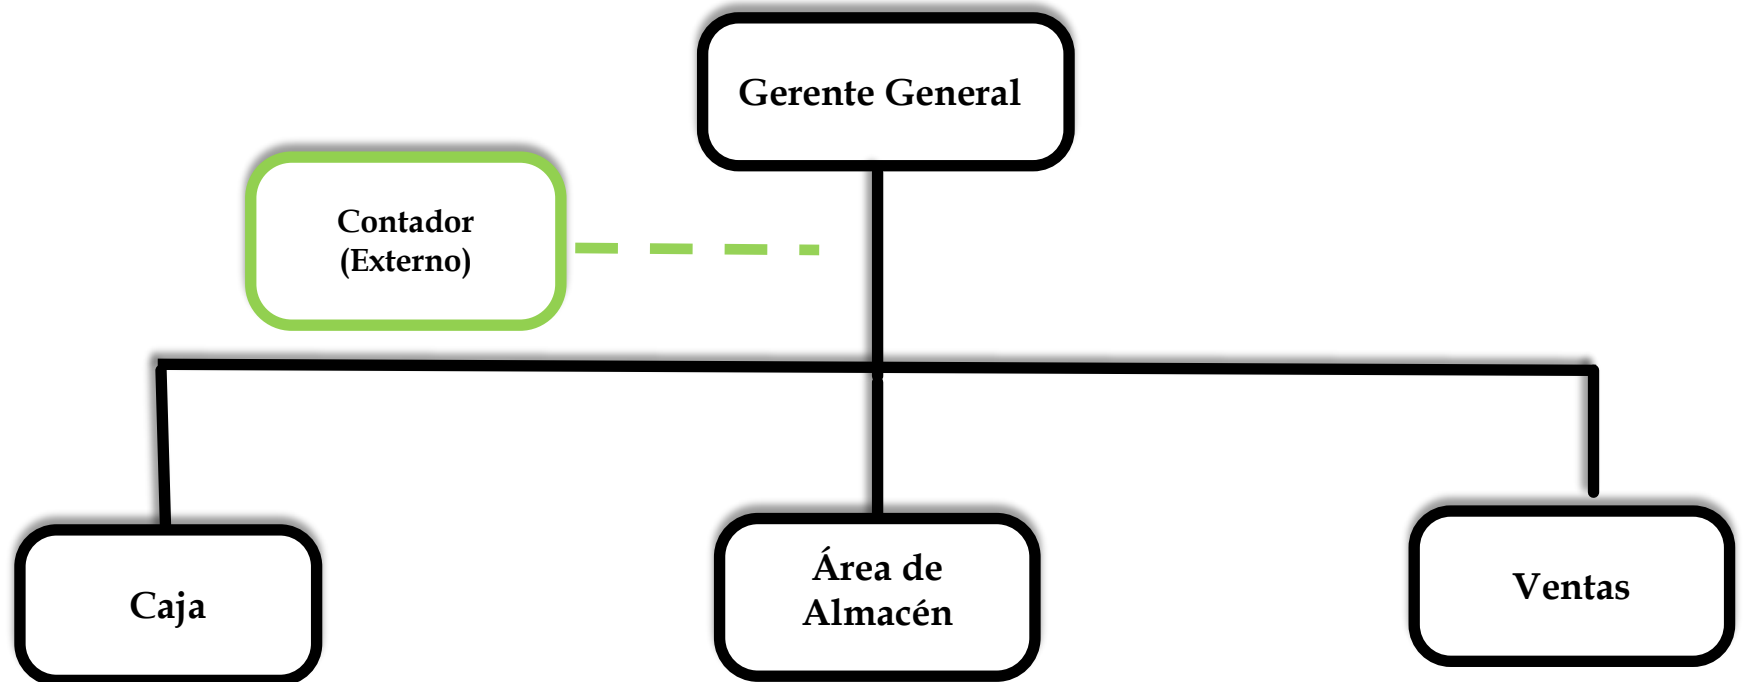 Gerente General
Contador
(Externo)
Caja
Área de
Almacén
Ventas